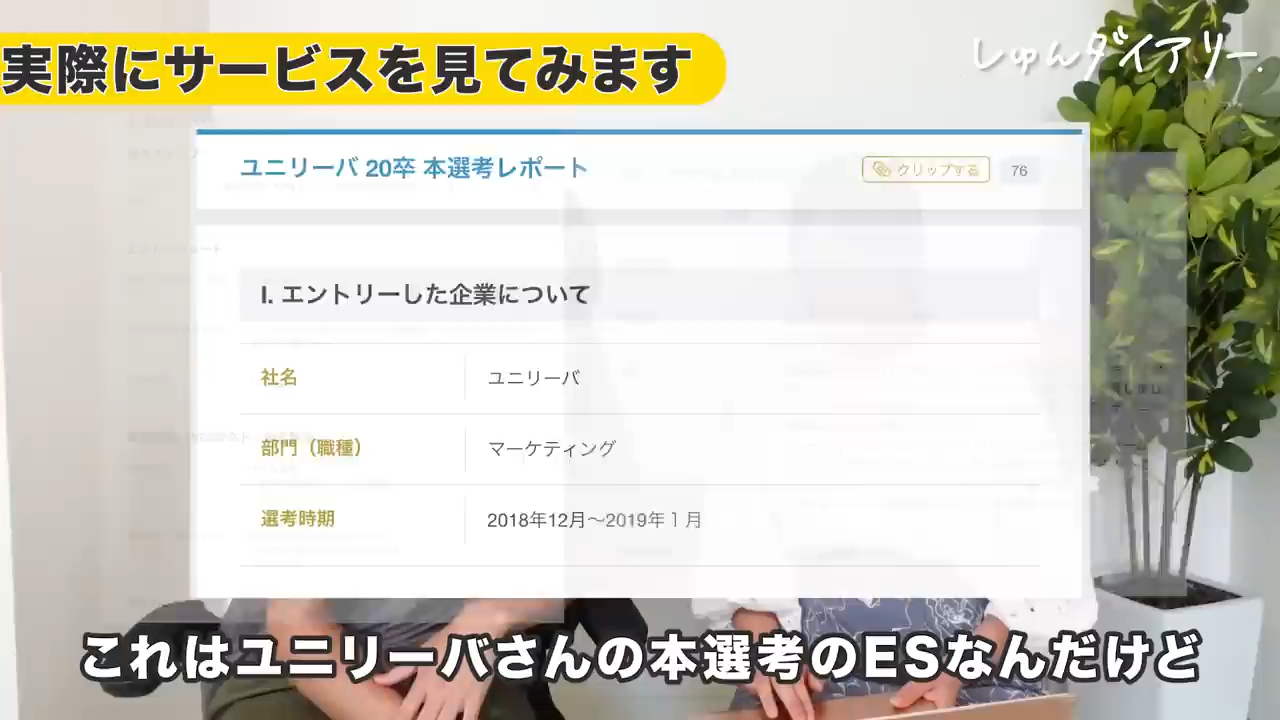 実際にサービスを見てみます
しゅんダイアリー.
ユニリーバ 20卒 本選考レポート
クリップする 76
I. エントリーした企業について
社名 ユニリーバ
部門（職種） マーケティング
選考時期 2018年12月〜2019年１月
これはユニリーバさんの本選考のESなんだけど